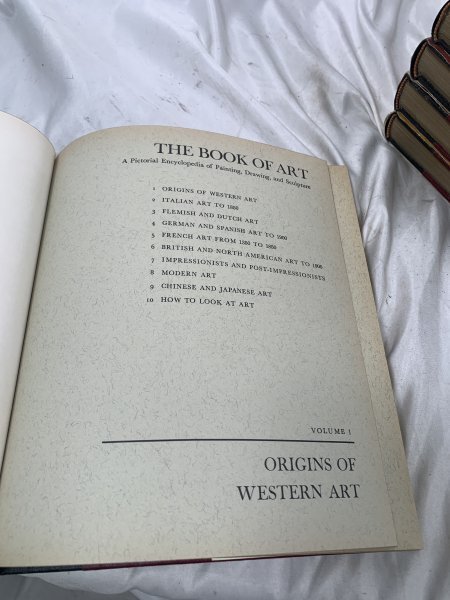 THE BOOK OF ART
A Pictorial Encyclopedia of Painting, Drawing, and Sculpture
1 ORIGINS OF WESTERN ART
2 ITALIAN ART TO 1850
3 FLEMISH AND DUTCH ART
4 GERMAN AND SPANISH ART TO 1900
5 FRENCH ART FROM 1350 TO 1850
6 BRITISH AND NORTH AMERICAN ART TO 1900
7 IMPRESSIONISTS AND POST-IMPRESSIONISTS
8 MODERN ART
9 CHINESE AND JAPANESE ART
10 HOW TO LOOK AT ART
VOLUME 1
ORIGINS OF
WESTERN ART